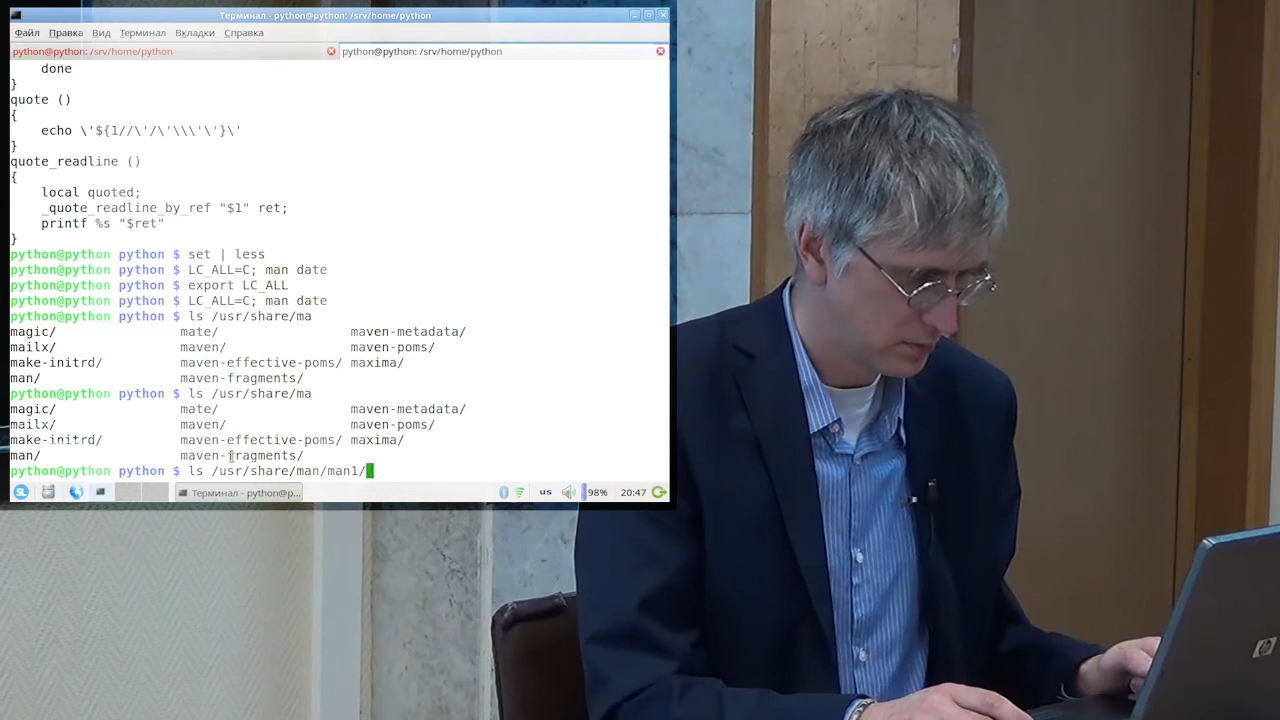 Терминал - python@python: /srv/home/python
Файл Правка Вид Терминал Вкладки Справка
python@python: /srv/home/python python@python: /srv/home/python
    done
}
quote ()
{
    echo \'${1//\'/\'\\\'\'}\'
}
quote_readline ()
{
    local quoted;
    _quote_readline_by_ref "$1" ret;
    printf %s "$ret"
}
python@python python $ set | less
python@python python $ LC_ALL=C; man date
python@python python $ export LC_ALL
python@python python $ LC_ALL=C; man date
python@python python $ ls /usr/share/ma
magic/ mate/ maven-metadata/
mailx/ maven/ maven-poms/
make-initrd/ maven-effective-poms/ maxima/
man/ maven-fragments/
python@python python $ ls /usr/share/ma
magic/ mate/ maven-metadata/
mailx/ maven/ maven-poms/
make-initrd/ maven-effective-poms/ maxima/
man/ maven-fragments/
python@python python $ ls /usr/share/man/man1/
Терминал - python@p... us 98% 20:47
hp